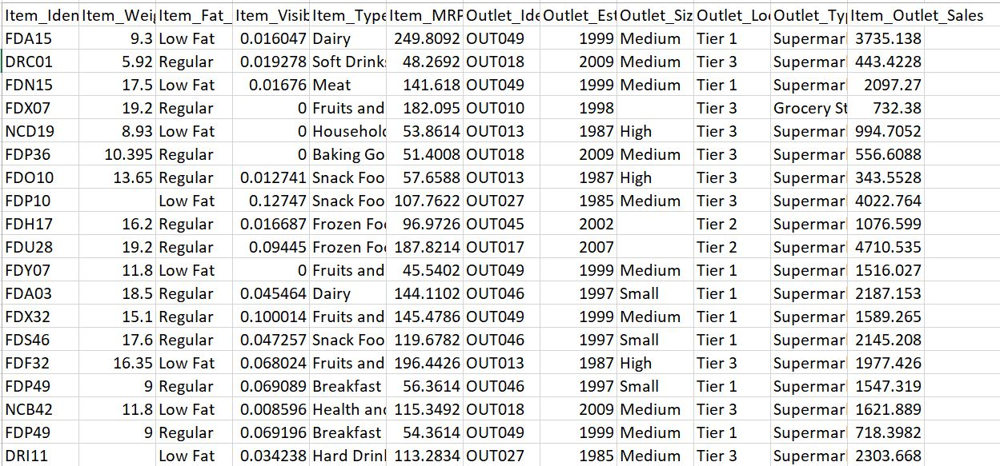 Item_Iden Item_Weig Item_Fat_ Item_Visib Item_Type Item_MRP Outlet_Ide Outlet_Est Outlet_Siz Outlet_Loc Outlet_Typ Item_Outlet_Sales
FDA15 9.3 Low Fat 0.016047 Dairy 249.8092 OUT049 1999 Medium Tier 1 Supermar 3735.138
DRC01 5.92 Regular 0.019278 Soft Drinks 48.2692 OUT018 2009 Medium Tier 3 Supermar 443.4228
FDN15 17.5 Low Fat 0.01676 Meat 141.618 OUT049 1999 Medium Tier 1 Supermar 2097.27
FDX07 19.2 Regular 0 Fruits and 182.095 OUT010 1998 Tier 3 Grocery St 732.38
NCD19 8.93 Low Fat 0 Household 53.8614 OUT013 1987 High Tier 3 Supermar 994.7052
FDP36 10.395 Regular 0 Baking Go 51.4008 OUT018 2009 Medium Tier 3 Supermar 556.6088
FDO10 13.65 Regular 0.012741 Snack Foo 57.6588 OUT013 1987 High Tier 3 Supermar 343.5528
FDP10 Low Fat 0.12747 Snack Foo 107.7622 OUT027 1985 Medium Tier 3 Supermar 4022.764
FDH17 16.2 Regular 0.016687 Frozen Foo 96.9726 OUT045 2002 Tier 2 Supermar 1076.599
FDU28 19.2 Regular 0.09445 Frozen Foo 187.8214 OUT017 2007 Tier 2 Supermar 4710.535
FDY07 11.8 Low Fat 0 Fruits and 45.5402 OUT049 1999 Medium Tier 1 Supermar 1516.027
FDA03 18.5 Regular 0.045464 Dairy 144.1102 OUT046 1997 Small Tier 1 Supermar 2187.153
FDX32 15.1 Regular 0.100014 Fruits and 145.4786 OUT049 1999 Medium Tier 1 Supermar 1589.265
FDS46 17.6 Regular 0.047257 Snack Foo 119.6782 OUT046 1997 Small Tier 1 Supermar 2145.208
FDF32 16.35 Low Fat 0.068024 Fruits and 196.4426 OUT013 1987 High Tier 3 Supermar 1977.426
FDP49 9 Regular 0.069089 Breakfast 56.3614 OUT046 1997 Small Tier 1 Supermar 1547.319
NCB42 11.8 Low Fat 0.008596 Health and 115.3492 OUT018 2009 Medium Tier 3 Supermar 1621.889
FDP49 9 Regular 0.069196 Breakfast 54.3614 OUT049 1999 Medium Tier 1 Supermar 718.3982
DRI11 Low Fat 0.034238 Hard Drinl 113.2834 OUT027 1985 Medium Tier 3 Supermar 2303.668